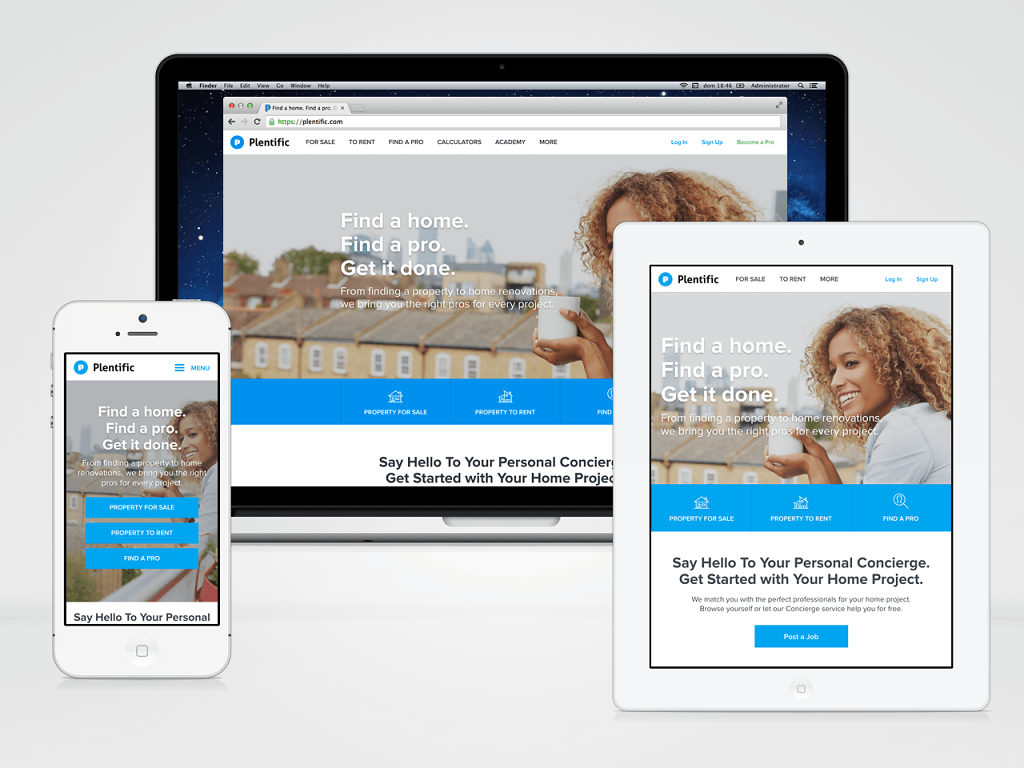 Finder File Edit View Go Window Help
dom 18:46 Administrator
Find a home. Find a pro. G
https://plentific.com
Plentific FOR SALE TO RENT FIND A PRO CALCULATORS ACADEMY MORE Log In Sign Up Become a Pro
Find a home.
Find a pro.
Get it done.
From finding a property to home renovations,
we bring you the right pros for every project.
PROPERTY FOR SALE PROPERTY TO RENT FIND
Say Hello To Your Personal Concierge
Get Started with Your Home Projec
Plentific MENU
Find a home.
Find a pro.
Get it done.
From finding a property to home
renovations, we bring you the right
pros for every project.
PROPERTY FOR SALE
PROPERTY TO RENT
FIND A PRO
Say Hello To Your Personal
Plentific FOR SALE TO RENT MORE Log In Sign Up
Find a home.
Find a pro.
Get it done.
From finding a property to home renovations,
we bring you the right pros for every project.
PROPERTY FOR SALE PROPERTY TO RENT FIND A PRO
Say Hello To Your Personal Concierge.
Get Started with Your Home Project.
We match you with the perfect professionals for your home project.
Browse yourself or let our Concierge service help you for free.
Post a Job